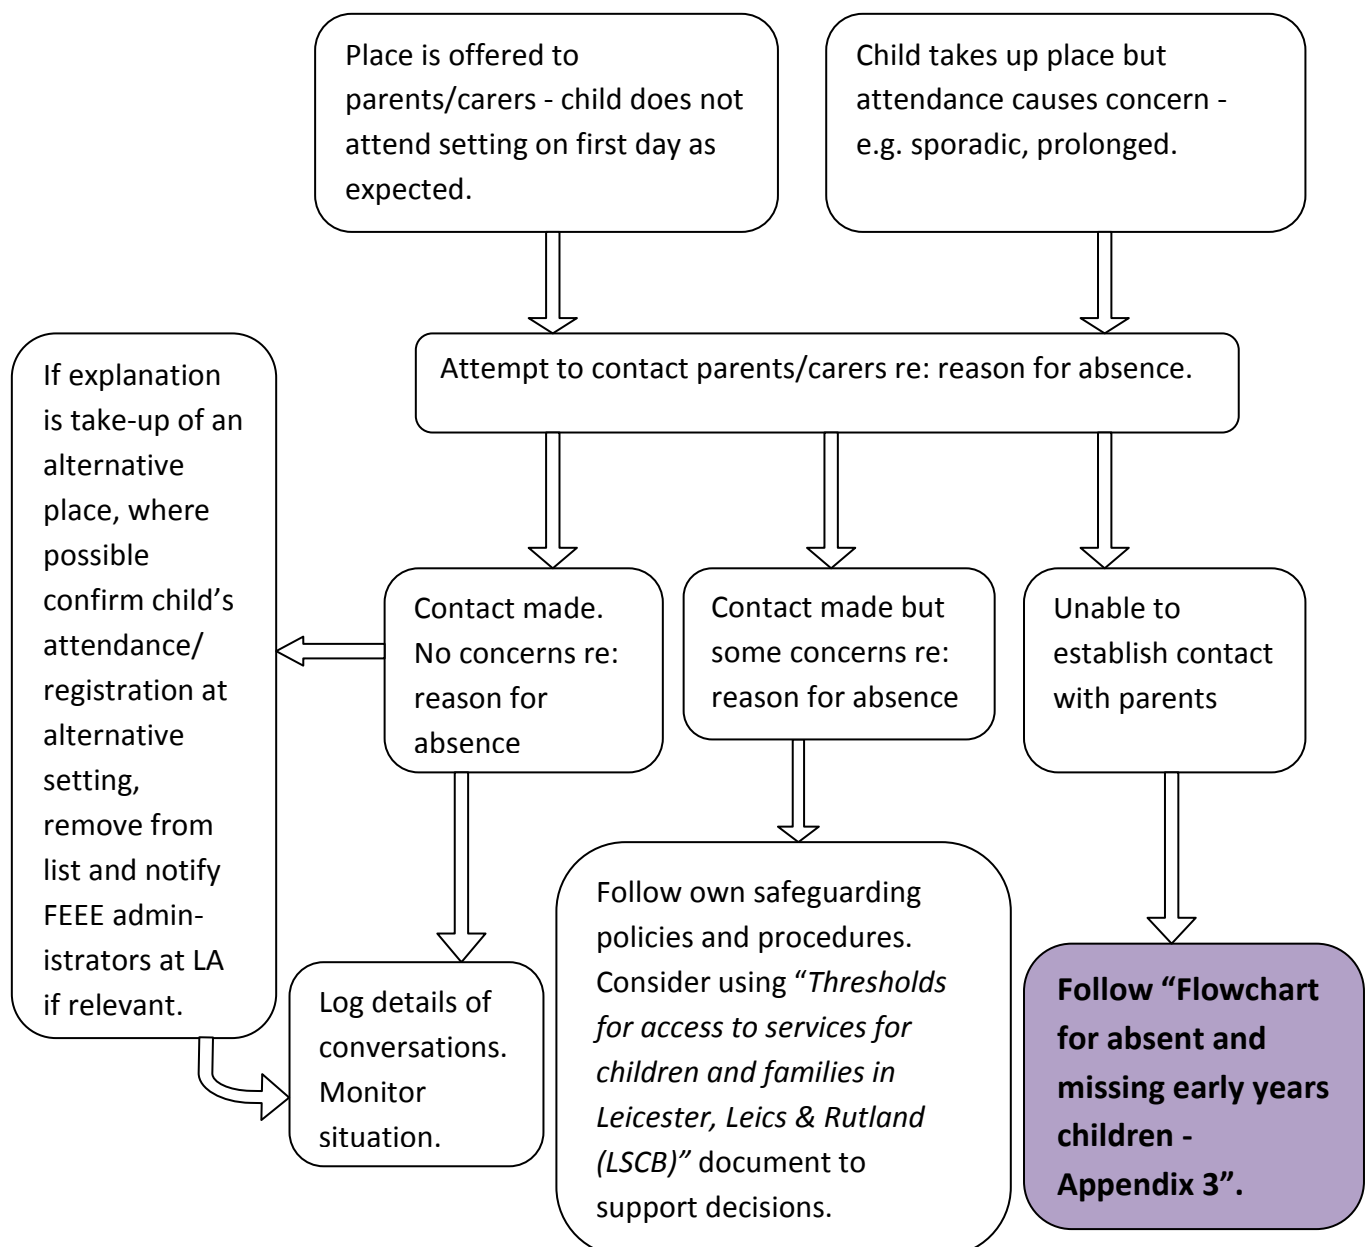 Place is offered to
parents/carers - child does not
attend setting on first day as
expected.
Child takes up place but
attendance causes concern -
e.g. sporadic, prolonged.
Attempt to contact parents/carers re: reason for absence.
If explanation
is take-up of an
alternative
place, where
possible
confirm child’s
attendance/
registration at
alternative
setting,
remove from
list and notify
FEEE admin-
istrators at LA
if relevant.
Contact made.
No concerns re:
reason for
absence
Contact made but
some concerns re:
reason for absence
Unable to
establish contact
with parents
Log details of
conversations.
Monitor
situation.
Follow own safeguarding
policies and procedures.
Consider using “Thresholds
for access to services for
children and families in
Leicester, Leics & Rutland
(LSCB)” document to
support decisions.
Follow “Flowchart
for absent and
missing early years
children -
Appendix 3”.